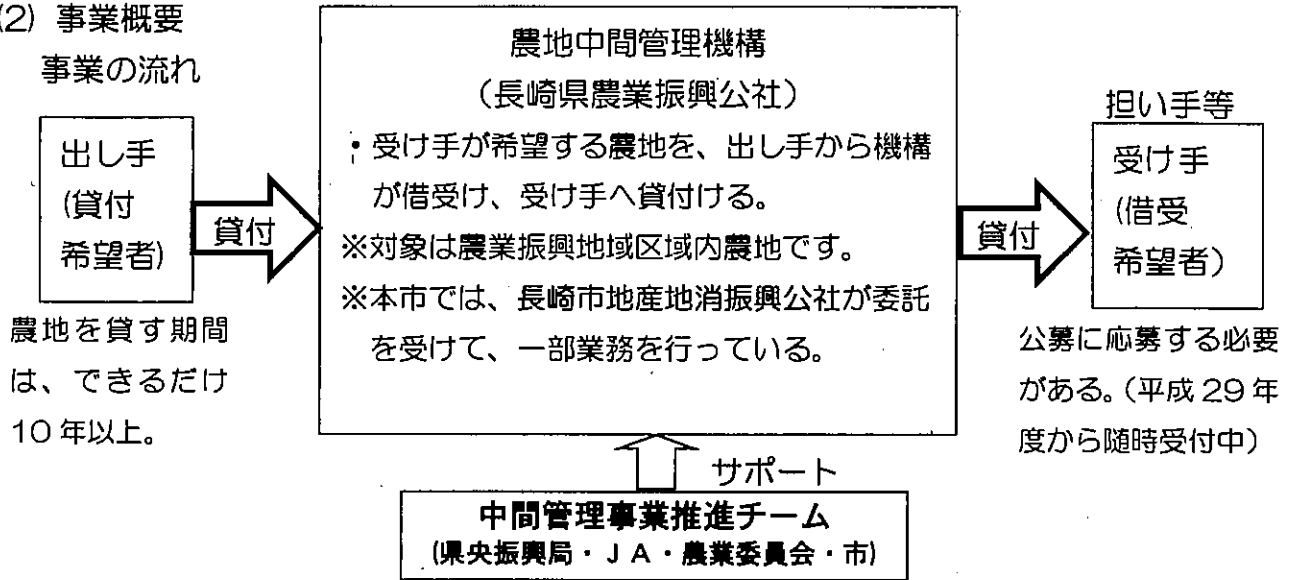 (2) 事業概要
事業の流れ
出し手
(貸付
希望者)
貸付
農地を貸す期間
は、できるだけ
10年以上。
農地中間管理機構
（長崎県農業振興公社）
・受け手が希望する農地を、出し手から機構
が借受け、受け手へ貸付ける。
※対象は農業振興地域区域内農地です。
※本市では、長崎市地産地消振興公社が委託
を受けて、一部業務を行っている。
貸付
担い手等
受け手
(借受
希望者)
公募に応募する必要
がある。(平成29年
度から随時受付中)
サポート
中間管理事業推進チーム
(県央振興局・JA・農業委員会・市)